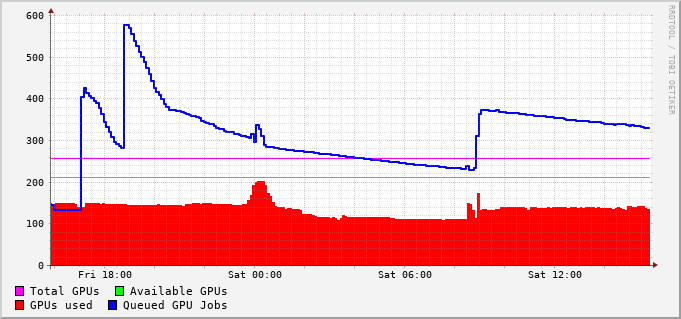 600
500
400
300
200
100
0
Fri 18:00 Sat 00:00 Sat 06:00 Sat 12:00
Total GPUs Available GPUs
GPUs used Queued GPU Jobs
RRDTOOL / TOBI OETIKER